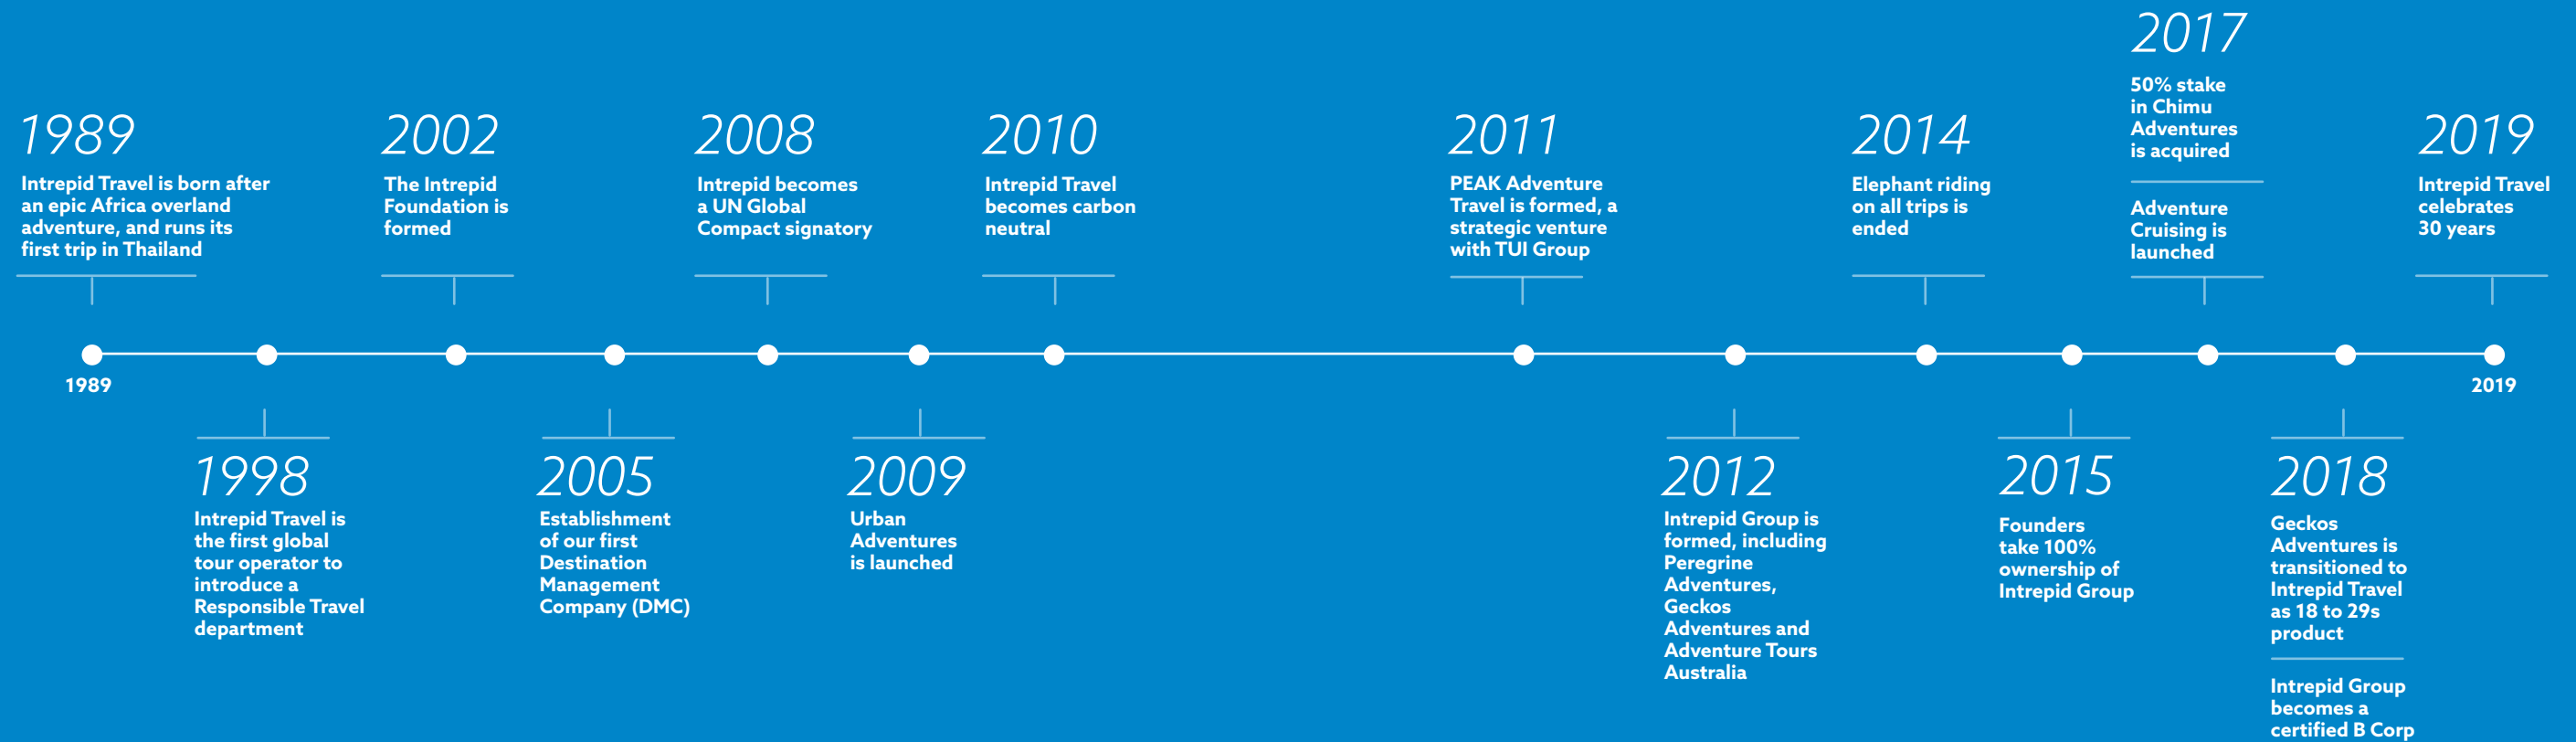 1989
Intrepid Travel is born after
an epic Africa overland
adventure, and runs its
first trip in Thailand
2002
The Intrepid
Foundation is
formed
2008
Intrepid becomes
a UN Global
Compact signatory
2010
Intrepid Travel
becomes carbon
neutral
2011
PEAK Adventure
Travel is formed, a
strategic venture
with TUI Group
2014
Elephant riding
on all trips is
ended
2017
50% stake
in Chimu
Adventures
is acquired
Adventure
Cruising is
launched
2019
Intrepid Travel
celebrates
30 years
1989
2019
1998
Intrepid Travel is
the first global
tour operator to
introduce a
Responsible Travel
department
2005
Establishment
of our first
Destination
Management
Company (DMC)
2009
Urban
Adventures
is launched
2012
Intrepid Group is
formed, including
Peregrine
Adventures,
Geckos
Adventures and
Adventure Tours
Australia
2015
Founders
take 100%
ownership of
Intrepid Group
2018
Geckos
Adventures is
transitioned to
Intrepid Travel
as 18 to 29s
product
Intrepid Group
becomes a
certified B Corp